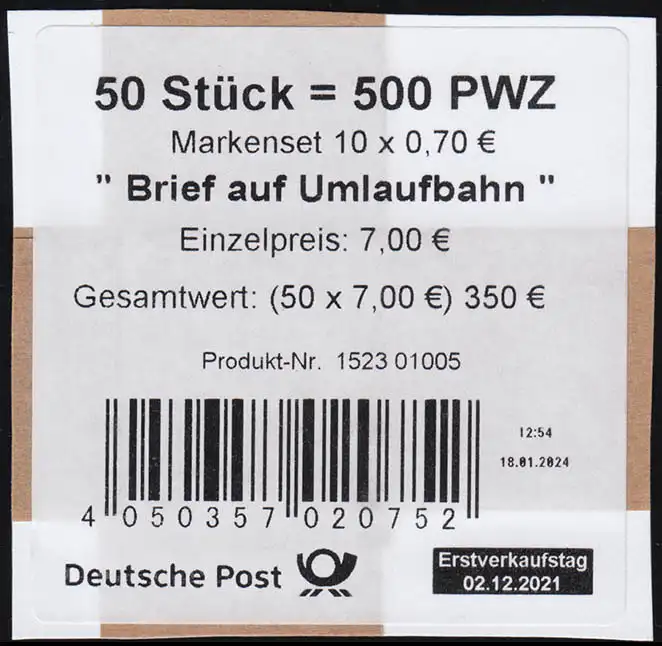 50 Stück = 500 PWZ
Markenset 10 x 0,70 €
" Brief auf Umlaufbahn "
Einzelpreis: 7,00 €
Gesamtwert: (50 x 7,00 €) 350 €
Produkt-Nr. 1523 01005
12:54
18.01.2024
4 050357 020752
Deutsche Post
Erstverkaufstag
02.12.2021